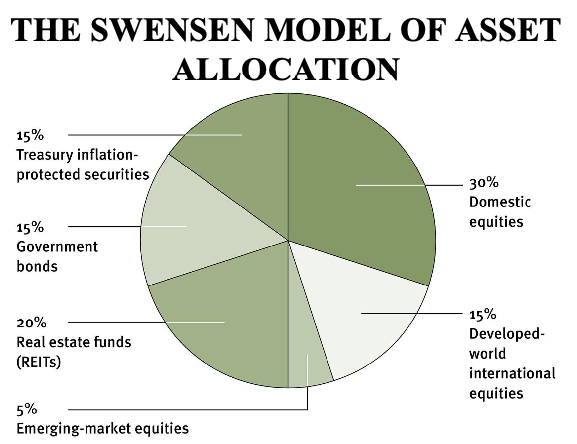 THE SWENSEN MODEL OF ASSET
ALLOCATION
15%
Treasury inflation-
protected securities
15%
Government
bonds
20%
Real estate funds
(REITs)
5%
Emerging-market equities
30%
Domestic
equities
15%
Developed-
world
international
equities